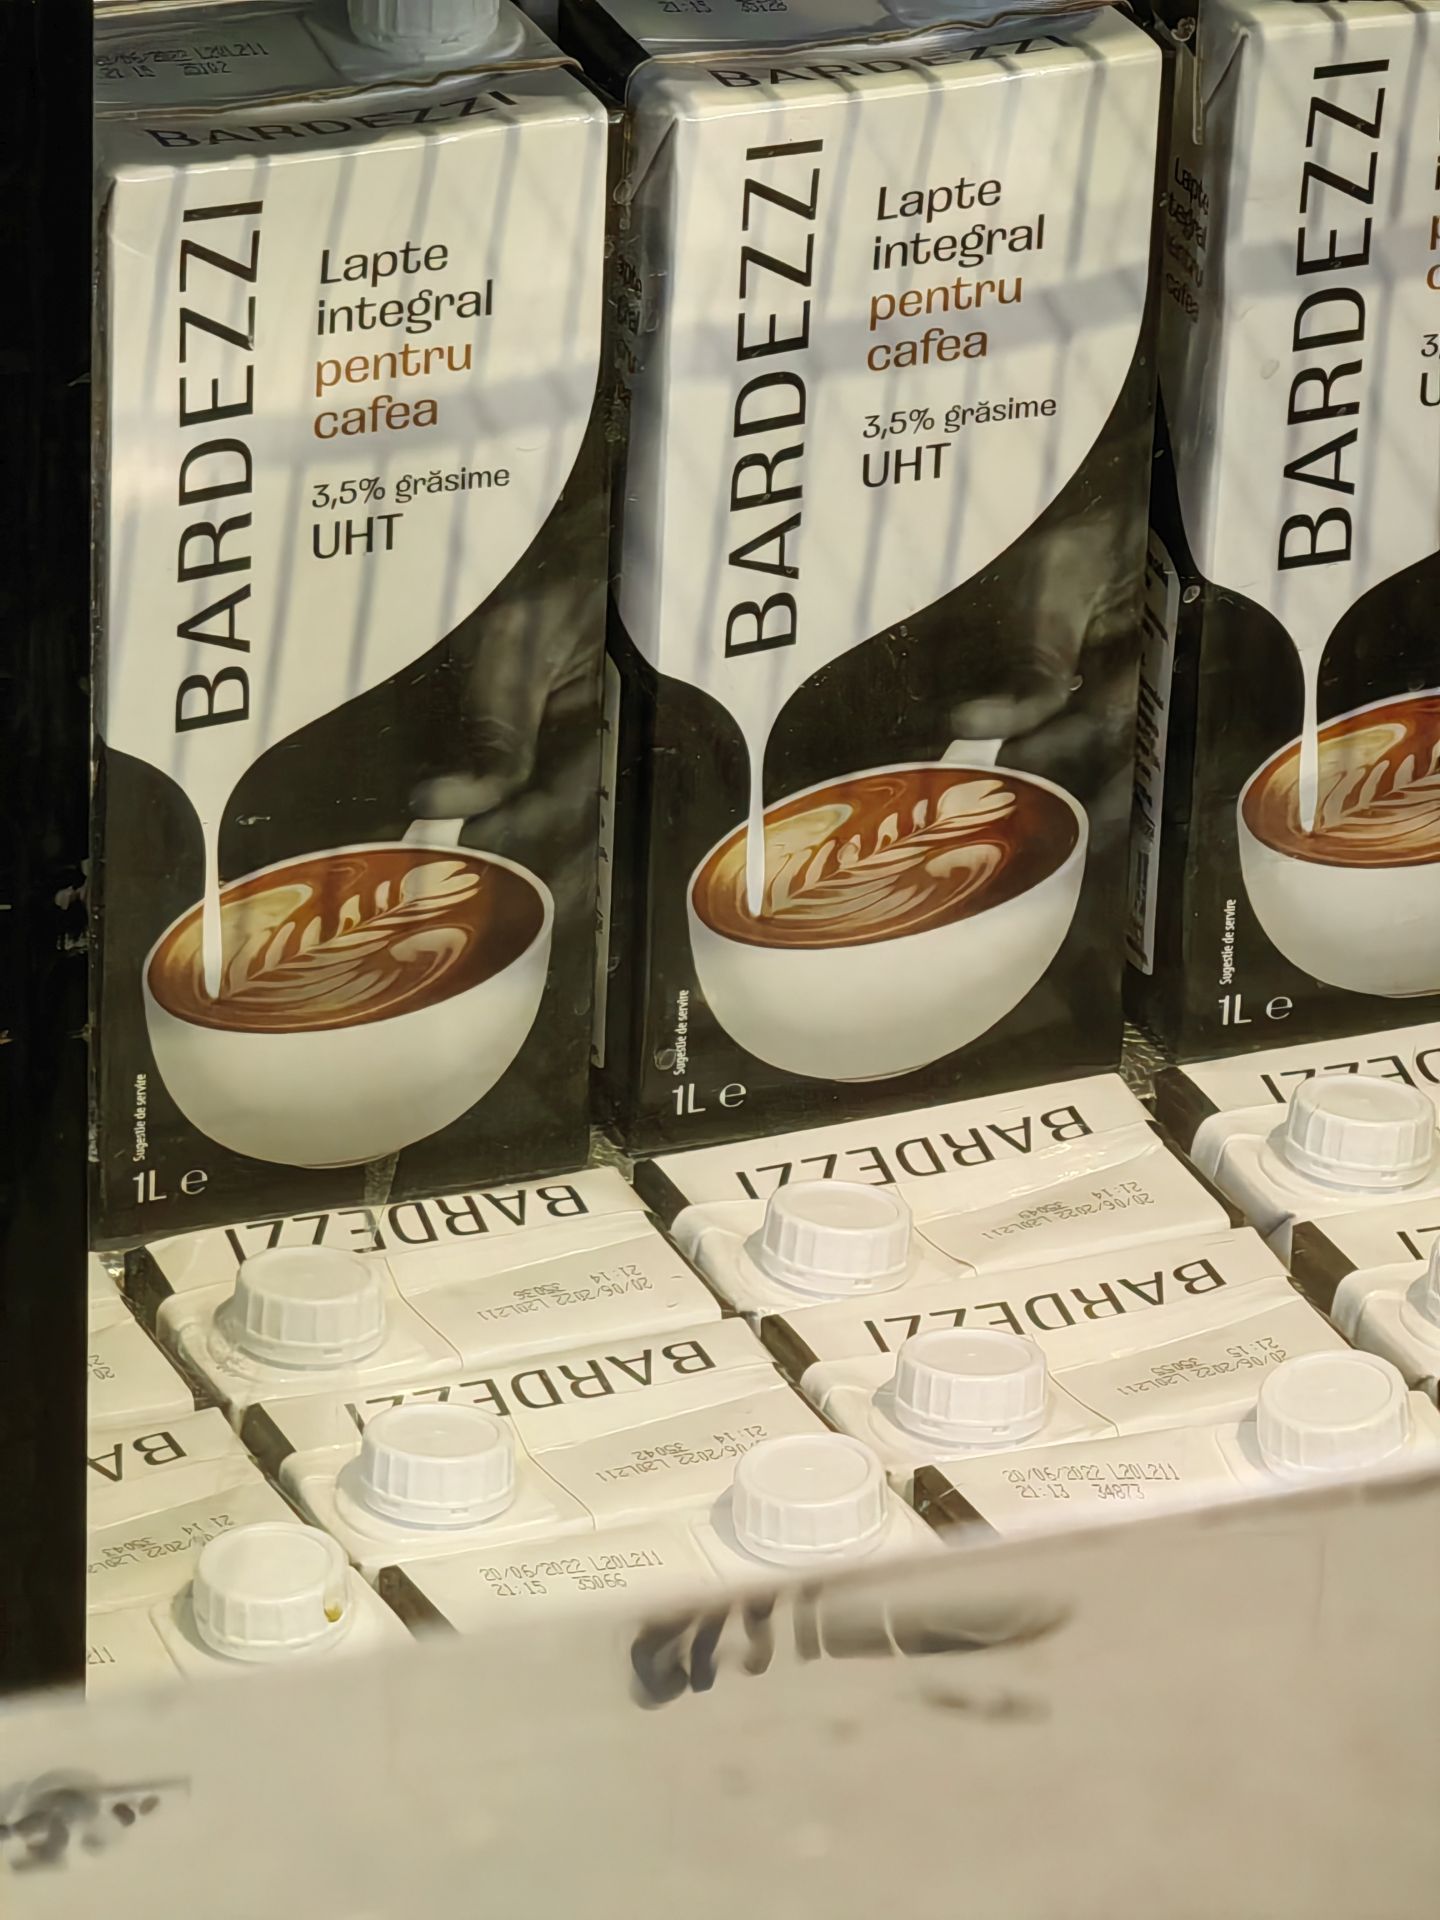 BARDEZZI
BARDEZZI
Lapte
integral
pentru
cafea
3,5% grăsime
UHT
Sugestie de servire
1L e
BARDEZZI
BARDEZZI
Lapte
integral
pentru
cafea
3,5% grăsime
UHT
Sugestie de servire
1L e
BARDEZZI
Sugestie de servire
1L e
BARDEZZI
20/06/2022 L20L211
21:14 35036
BARDEZZI
20/06/2022 L20L211
21:14 35049
BARDEZZI
20/06/2022 L20L211
21:14 35042
BARDEZZI
20/06/2022 L20L211
21:15 35055
20/06/2022 L20L211
21:15 35066
20/06/2022 L20L211
21:13 34873